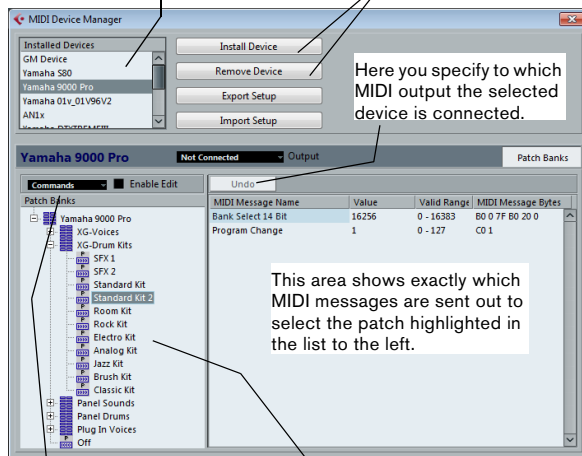 MIDI Device Manager
Installed Devices
GM Device
Yamaha S80
Yamaha 9000 Pro
Yamaha 01v_01V96V2
AN1x
Yamaha DTXTREMEIII
Install Device
Remove Device
Export Setup
Import Setup
Here you specify to which
MIDI output the selected
device is connected.
Yamaha 9000 Pro
Not Connected
Output
Patch Banks
Commands
Enable Edit
Undo
Patch Banks
Yamaha 9000 Pro
XG-Voices
XG-Drum Kits
SFX 1
SFX 2
Standard Kit
Standard Kit 2
Room Kit
Rock Kit
Electro Kit
Analog Kit
Jazz Kit
Brush Kit
Classic Kit
Panel Sounds
Panel Drums
Plug In Voices
Off
MIDI Message Name Value Valid Range MIDI Message Bytes
Bank Select 14 Bit 16256 0 - 16383 B0 0 7F B0 20 0
Program Change 1 0 - 127 C0 1
This area shows exactly which
MIDI messages are sent out to
select the patch highlighted in
the list to the left.